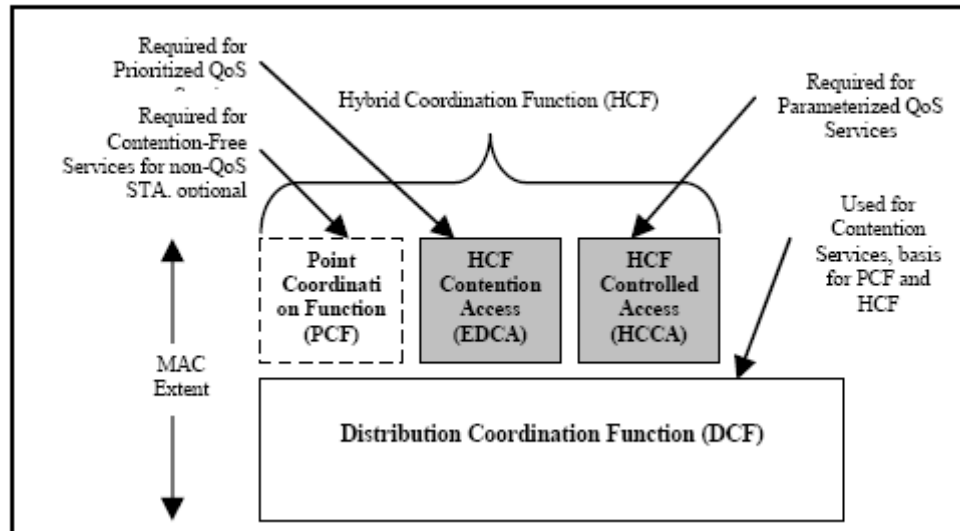 Required for
Prioritized QoS
Required for
Contention-Free
Services for non-QoS
STA, optional
Hybrid Coordination Function (HCF)
Required for
Parameterized QoS
Services
Used for
Contention
Services, basis
for PCF and
HCF
Point
Coordinati
on Function
(PCF)
HCF
Contention
Access
(EDCA)
HCF
Controlled
Access
(HCCA)
MAC
Extent
Distribution Coordination Function (DCF)